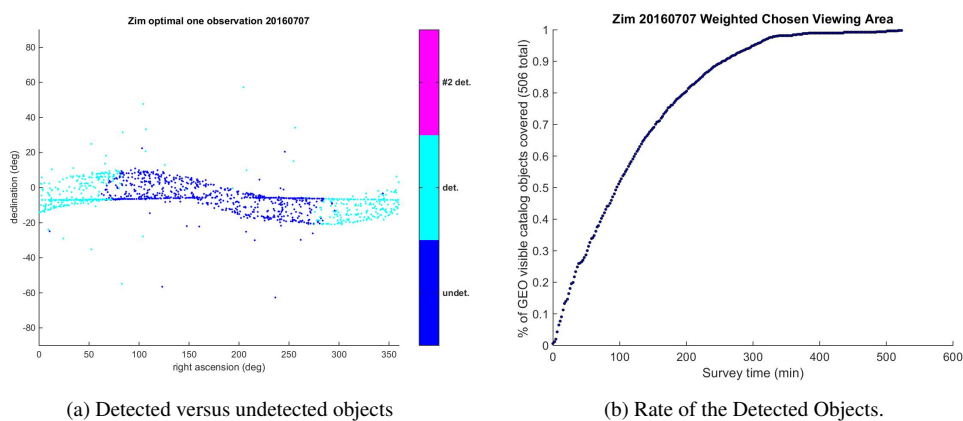 Zim optimal one observation 20160707
80
60
40
20
0
-20
-40
-60
-80
declination (deg)
0 50 100 150 200 250 300 350
right ascension (deg)
#2 det.
det.
undet.
(a) Detected versus undetected objects
Zim 20160707 Weighted Chosen Viewing Area
1
0.9
0.8
0.7
0.6
0.5
0.4
0.3
0.2
0.1
0
% of GEO visible catalog objects covered (506 total)
0 100 200 300 400 500 600
Survey time (min)
(b) Rate of the Detected Objects.